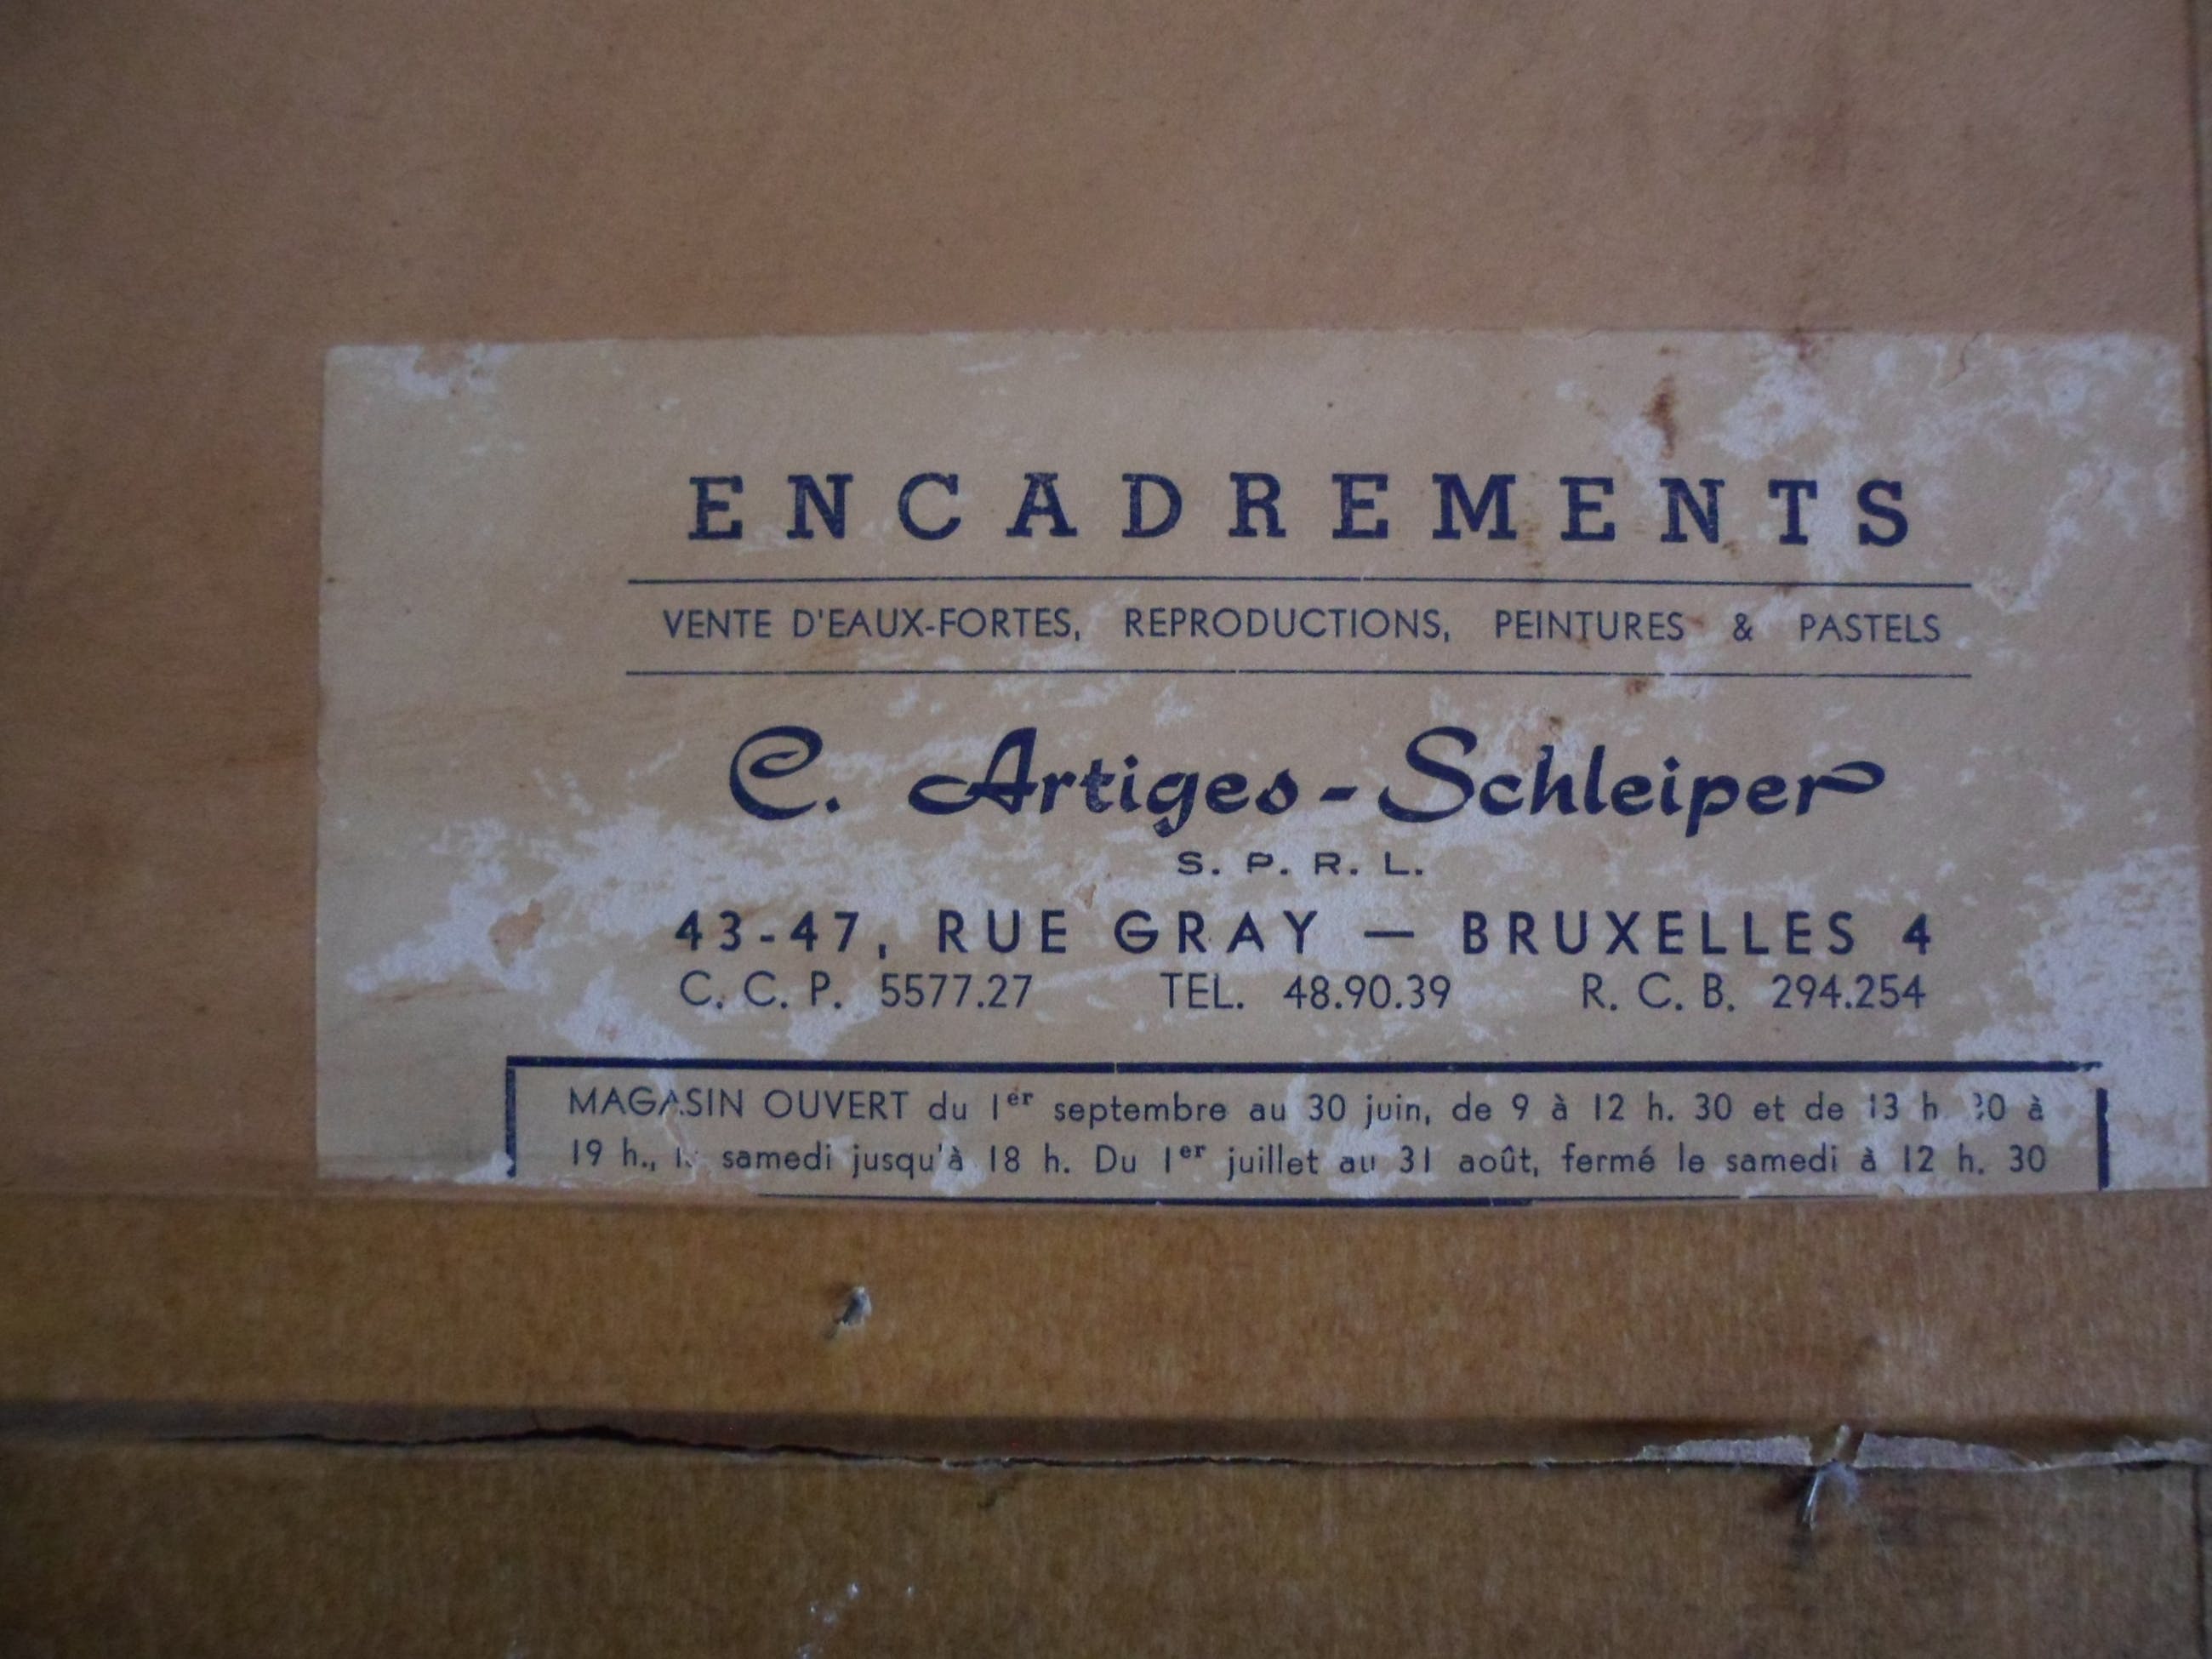 ENCADREMENTS
VENTE D'EAUX-FORTES, REPRODUCTIONS, PEINTURES & PASTELS
C. Artiges-Schleiper
S. P. R. L.
43-47, RUE GRAY — BRUXELLES 4
C. C. P. 5577.27 TEL. 48.90.39 R. C. B. 294.254
MAGASIN OUVERT du 1er septembre au 30 juin, de 9 à 12 h. 30 et de 13 h à
19 h., samedi jusqu'à 18 h. Du 1er juillet au 31 août, fermé le samedi à 12 h. 30